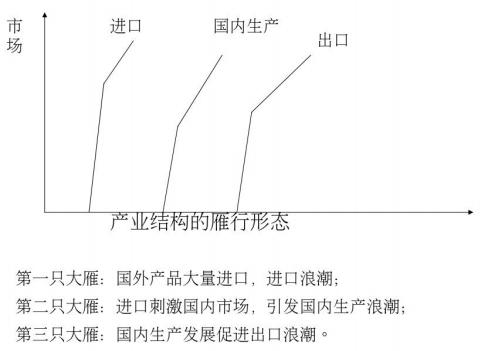 市场
进口
国内生产
出口
产业结构的雁行形态
第一只大雁：国外产品大量进口，进口浪潮；
第二只大雁：进口刺激国内市场，引发国内生产浪潮；
第三只大雁：国内生产发展促进出口浪潮。